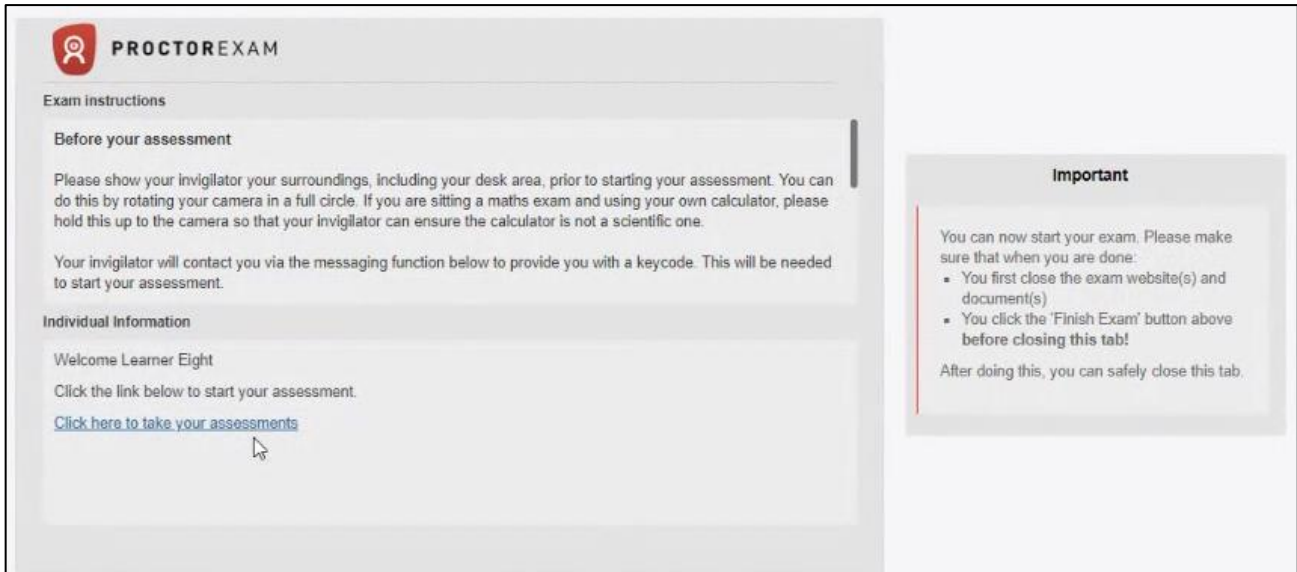 PROCTOREXAM
Exam instructions
Before your assessment
Please show your invigilator your surroundings, including your desk area, prior to starting your assessment. You can
do this by rotating your camera in a full circle. If you are sitting a maths exam and using your own calculator, please
hold this up to the camera so that your invigilator can ensure the calculator is not a scientific one.
Your invigilator will contact you via the messaging function below to provide you with a keycode. This will be needed
to start your assessment.
Individual Information
Welcome Learner Eight
Click the link below to start your assessment.
Click here to take your assessments
Important
You can now start your exam. Please make
sure that when you are done:
▪ You first close the exam website(s) and
document(s)
▪ You click the 'Finish Exam' button above
before closing this tab!
After doing this, you can safely close this tab.